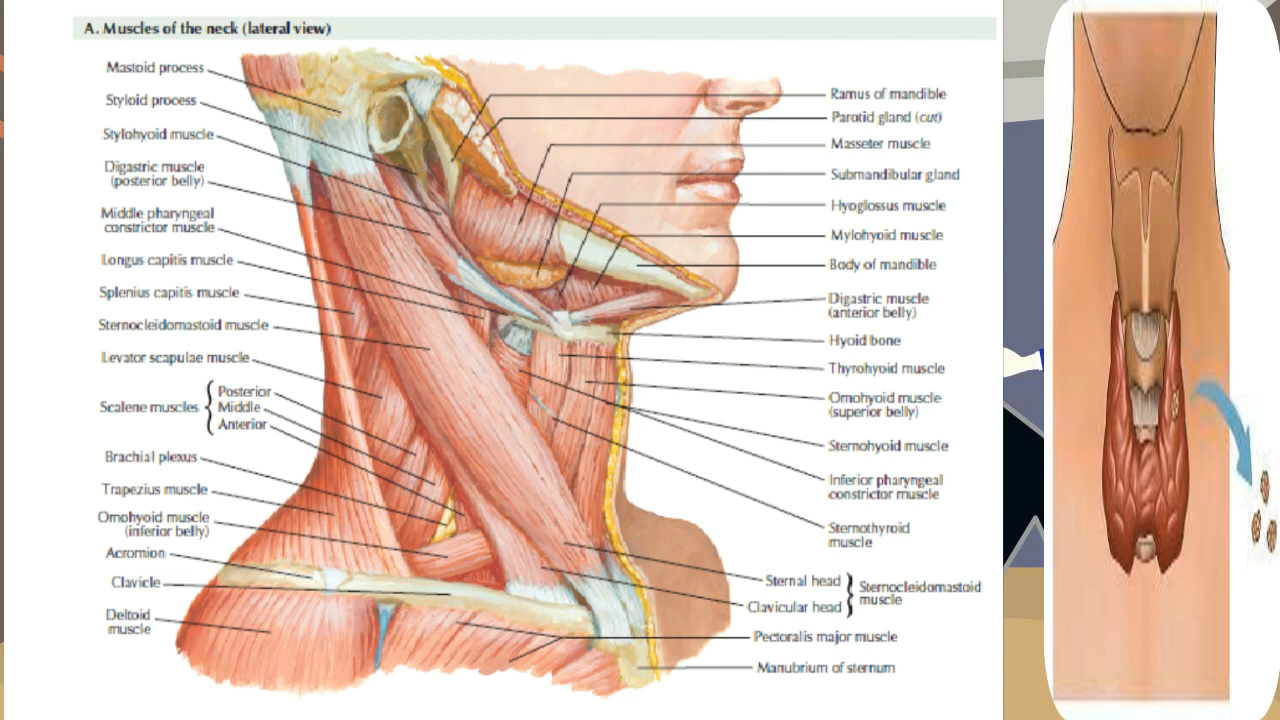 A. Muscles of the neck (lateral view)
Mastoid process
Styloid process
Stylohyoid muscle
Digastric muscle
(posterior belly)
Middle pharyngeal
constrictor muscle
Longus capitis muscle
Splenius capitis muscle
Sternocleidomastoid muscle
Levator scapulae muscle
Scalene muscles
Posterior
Middle
Anterior
Brachial plexus
Trapezius muscle
Omohyoid muscle
(inferior belly)
Acromion
Clavicle
Deltoid
muscle
Ramus of mandible
Parotid gland (cut)
Masseter muscle
Submandibular gland
Hyoglossus muscle
Mylohyoid muscle
Body of mandible
Digastric muscle
(anterior belly)
Hyoid bone
Thyrohyoid muscle
Omohyoid muscle
(superior belly)
Sternohyoid muscle
Inferior pharyngeal
constrictor muscle
Sternothyroid
muscle
Sternal head
Clavicular head
Sternocleidomastoid
muscle
Pectoralis major muscle
Manubrium of sternum